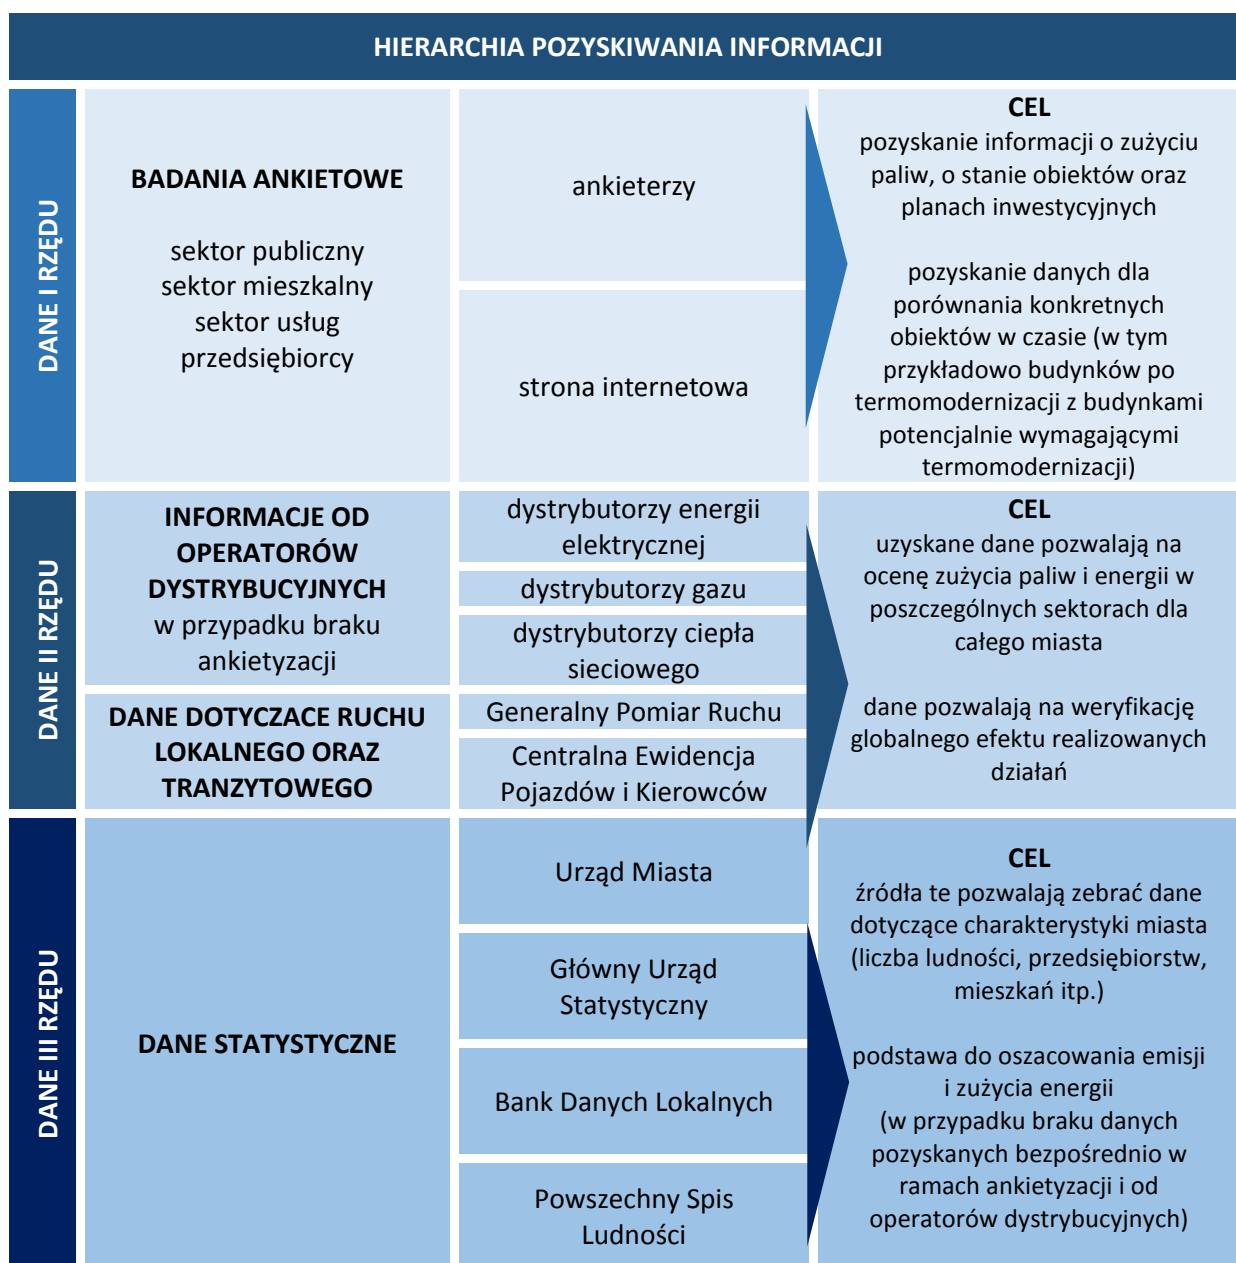 HIERARCHIA POZYSKIWANIA INFORMACJI
DANE I RZĘDU
BADANIA ANKIETOWE
sektor publiczny
sektor mieszkalny
sektor usług
przedsiębiorcy
ankieterzy
strona internetowa
CEL
pozyskanie informacji o zużyciu
paliw, o stanie obiektów oraz
planach inwestycyjnych
pozyskanie danych dla
porównania konkretnych
obiektów w czasie (w tym
przykładowo budynków po
termomodernizacji z budynkami
potencjalnie wymagającymi
termomodernizacji)
DANE II RZĘDU
INFORMACJE OD
OPERATORÓW
DYSTRYBUCYJNYCH
w przypadku braku
ankietyzacji
dystrybutorzy energii
elektrycznej
dystrybutorzy gazu
dystrybutorzy ciepła
sieciowego
DANE DOTYCZACE RUCHU
LOKALNEGO ORAZ
TRANZYTOWEGO
Generalny Pomiar Ruchu
Centralna Ewidencja
Pojazdów i Kierowców
CEL
uzyskane dane pozwalają na
ocenę zużycia paliw i energii w
poszczególnych sektorach dla
całego miasta
dane pozwalają na weryfikację
globalnego efektu realizowanych
działań
DANE III RZĘDU
DANE STATYSTYCZNE
Urząd Miasta
Główny Urząd
Statystyczny
Bank Danych Lokalnych
Powszechny Spis
Ludności
CEL
źródła te pozwalają zebrać dane
dotyczące charakterystyki miasta
(liczba ludności, przedsiębiorstw,
mieszkań itp.)
podstawa do oszacowania emisji
i zużycia energii
(w przypadku braku danych
pozyskanych bezpośrednio w
ramach ankietyzacji i od
operatorów dystrybucyjnych)